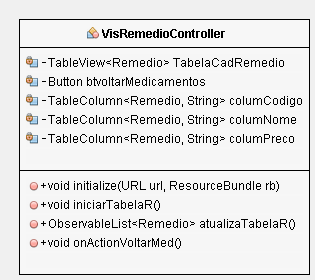 VisRemedioController
-TableView<Remedio> TabelaCadRemedio
-Button btvoltarMedicamentos
-TableColumn<Remedio, String> columCodigo
-TableColumn<Remedio, String> columNome
-TableColumn<Remedio, String> columPreco
+void initialize(URL url, ResourceBundle rb)
+void iniciarTabelaR()
+ObservableList<Remedio> atualizaTabelaR()
+void onActionVoltarMed()